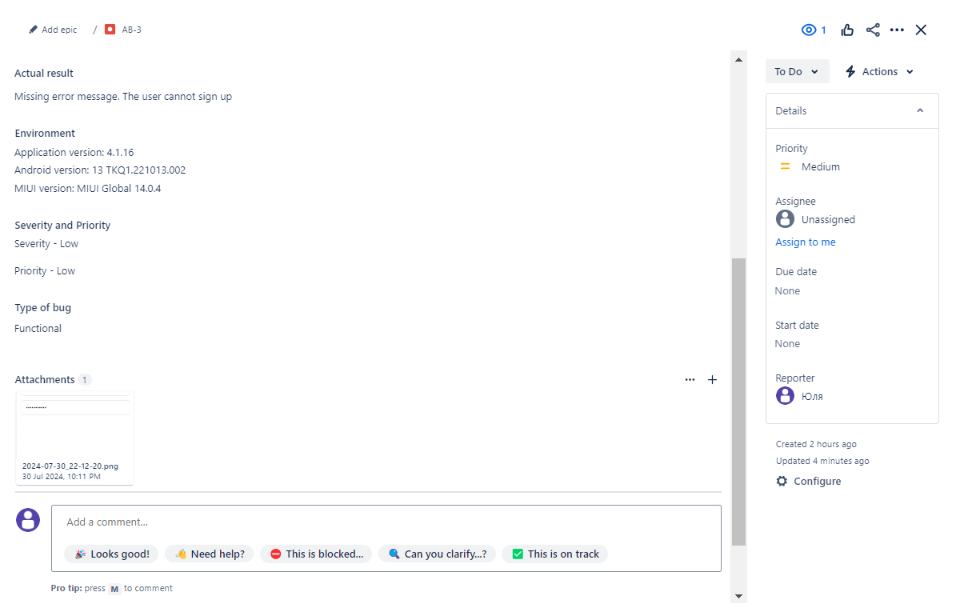 Add epic / AB-3
1
Actual result
Missing error message. The user cannot sign up
Environment
Application version: 4.1.16
Android version: 13 TKQ1.221013.002
MIUI version: MIUI Global 14.0.4
Severity and Priority
Severity - Low
Priority - Low
Type of bug
Functional
Attachments 1
2024-07-30_22-12-20.png
30 Jul 2024, 10:11 PM
Add a comment...
Looks good! Need help? This is blocked... Can you clarify...? This is on track
Pro tip: press M to comment
To Do Actions
Details
Priority
Medium
Assignee
Unassigned
Assign to me
Due date
None
Start date
None
Reporter
Юля
Created 2 hours ago
Updated 4 minutes ago
Configure